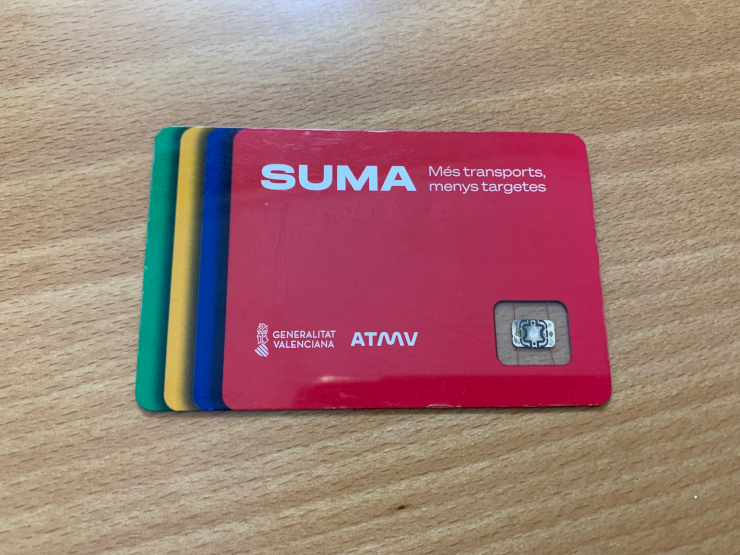 SUMA
Més transports,
menys targetes
GENERALITAT
VALENCIANA
ATMV